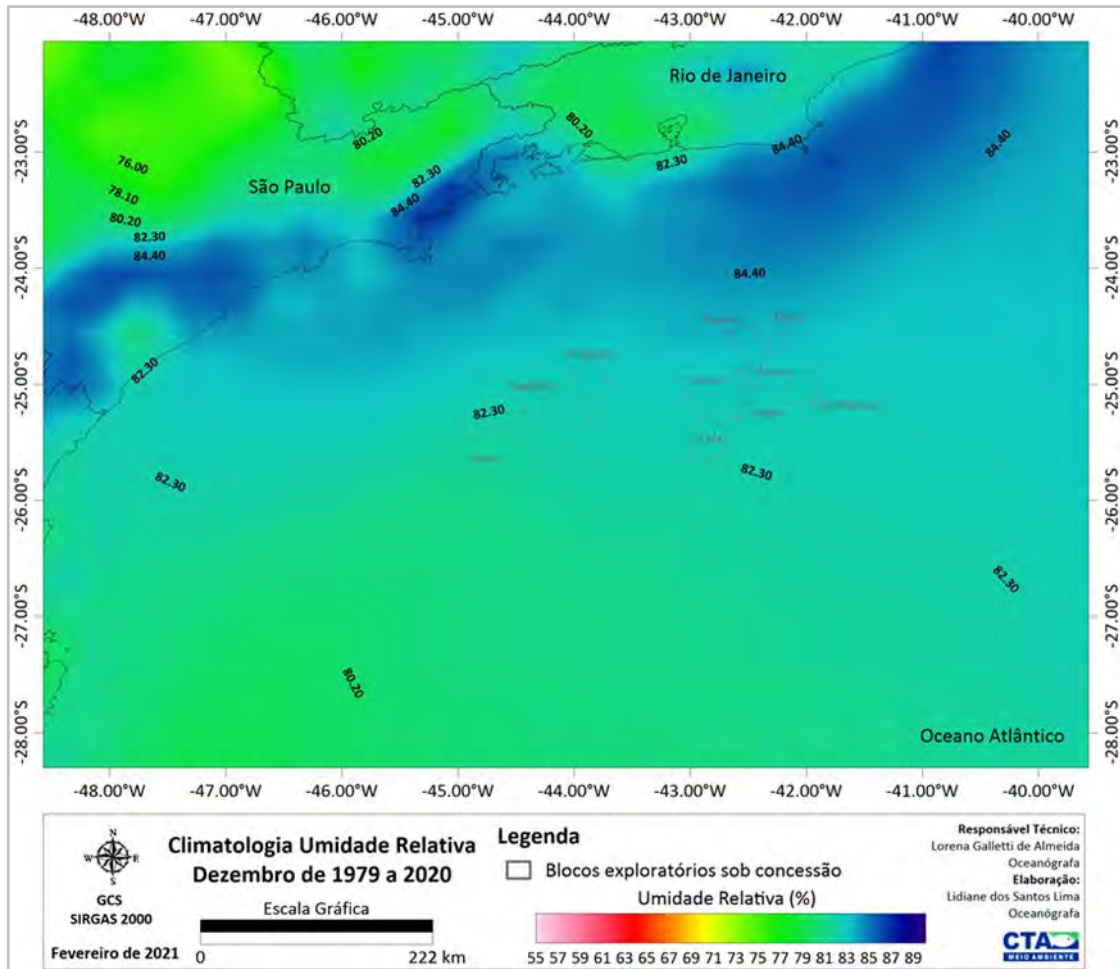 -48.00°W -47.00°W -46.00°W -45.00°W -44.00°W -43.00°W -42.00°W -41.00°W -40.00°W
Rio de Janeiro
-23.00°S
-23.00°S
80.20
80.20
84.40
84.40
76.00
São Paulo
82.30
82.30
78.10
84.40
80.20
82.30
84.40
-24.00°S
84.40
-24.00°S
82.30
-25.00°S
-25.00°S
82.30
82.30
82.30
-26.00°S
-26.00°S
82.30
-27.00°S
-27.00°S
80.20
-28.00°S
Oceano Atlântico
-28.00°S
-48.00°W -47.00°W -46.00°W -45.00°W -44.00°W -43.00°W -42.00°W -41.00°W -40.00°W
N
W E
S
GCS
SIRGAS 2000
Fevereiro de 2021
Climatologia Umidade Relativa
Dezembro de 1979 a 2020
Escala Gráfica
0 222 km
Legenda
Blocos exploratórios sob concessão
Umidade Relativa (%)
55 57 59 61 63 65 67 69 71 73 75 77 79 81 83 85 87 89
Responsável Técnico:
Lorena Galletti de Almeida
Oceanógrafa
Elaboração:
Lidiane dos Santos Lima
Oceanógrafa
CTA
MEIO AMBIENTE